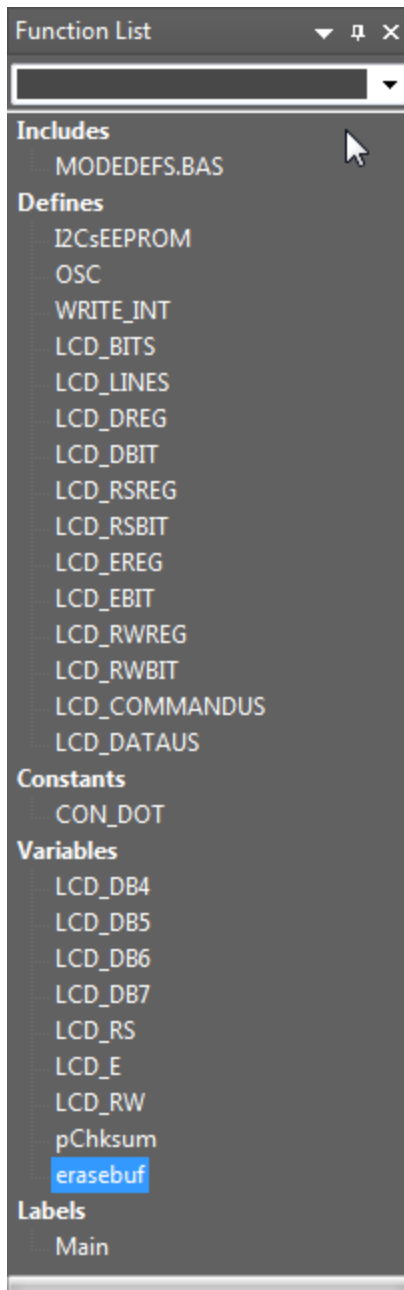 Function List
Includes
MODEDEFS.BAS
Defines
I2CsEEPROM
OSC
WRITE_INT
LCD_BITS
LCD_LINES
LCD_DREG
LCD_DBIT
LCD_RSREG
LCD_RSBIT
LCD_EREG
LCD_EBIT
LCD_RWREG
LCD_RWBIT
LCD_COMMANDUS
LCD_DATAUS
Constants
CON_DOT
Variables
LCD_DB4
LCD_DB5
LCD_DB6
LCD_DB7
LCD_RS
LCD_E
LCD_RW
pChksum
erasebuf
Labels
Main